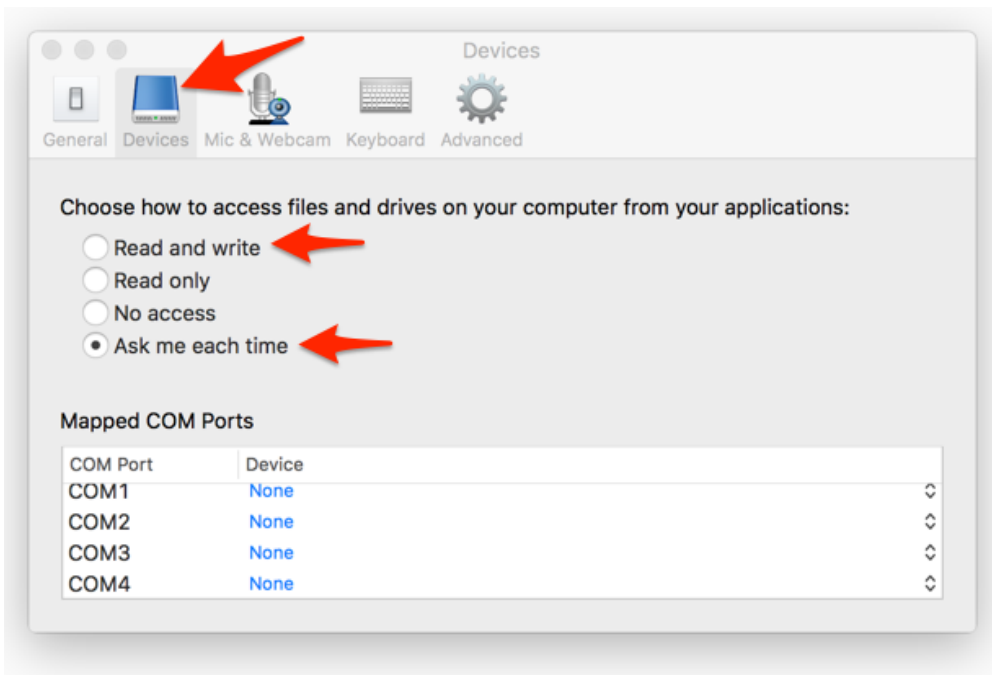 Devices
General Devices Mic & Webcam Keyboard Advanced
Choose how to access files and drives on your computer from your applications:
Read and write
Read only
No access
Ask me each time
Mapped COM Ports
COM Port Device
COM1 None
COM2 None
COM3 None
COM4 None